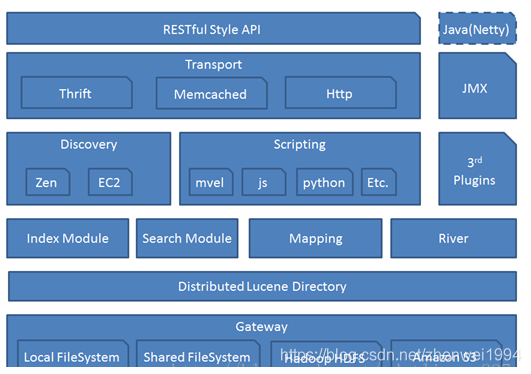 RESTful Style API
Java(Netty)
Transport
Thrift
Memcached
Http
JMX
Discovery
Zen
EC2
Scripting
mvel
js
python
Etc.
3rd
Plugins
Index Module
Search Module
Mapping
River
Distributed Lucene Directory
Gateway
Local FileSystem
Shared FileSystem
Hadoop HDFS
Amazon S3
https://blog.csdn.net/zhenwei1994